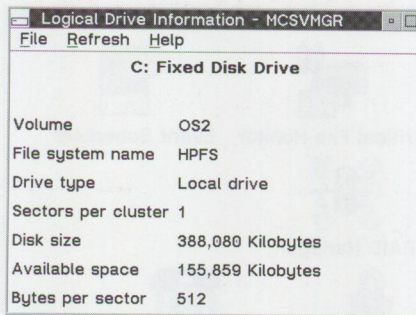 Logical Drive Information - MCSVMGR
File Refresh Help
C: Fixed Disk Drive
Volume OS2
File system name HPFS
Drive type Local drive
Sectors per cluster 1
Disk size 388,080 Kilobytes
Available space 155,859 Kilobytes
Bytes per sector 512